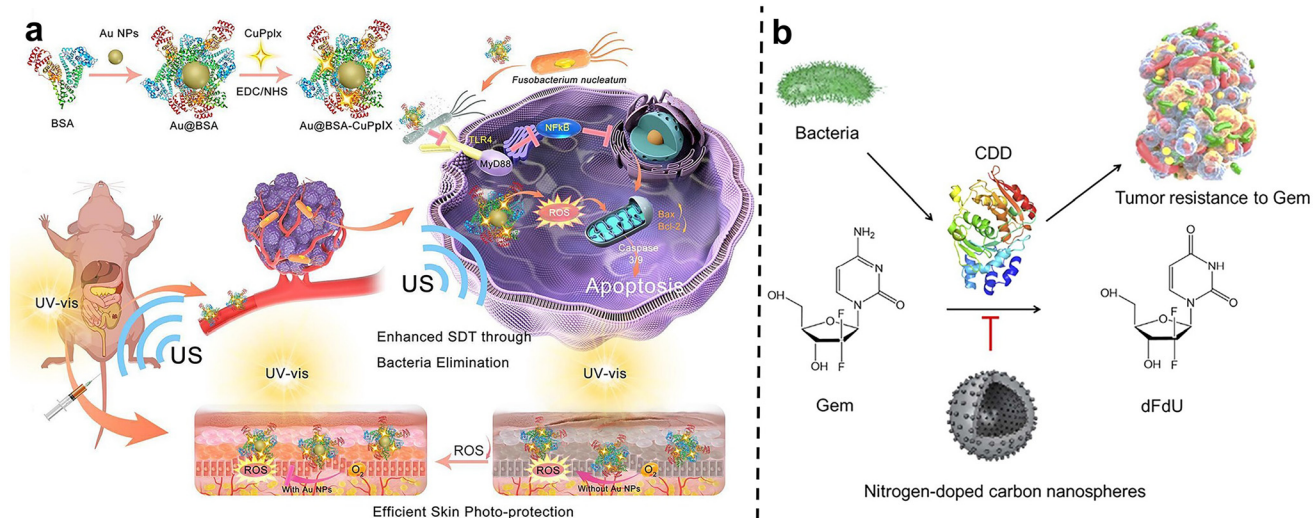 a
Au NPs
CuPpIx
EDC/NHS
BSA
Au@BSA
Au@BSA-CuPpIX
Fusobacterium nucleatum
TLR4
MyD88
NFkB
ROS
Bax
Bcl-2
Caspase
3/9
Apoptosis
UV-vis
US
US
Enhanced SDT through
Bacteria Elimination
UV-vis
UV-vis
ROS
O2
With Au NPs
ROS
ROS
O2
Without Au NPs
Efficient Skin Photo-protection
b
Bacteria
CDD
Tumor resistance to Gem
NH2
N
N
O
HO
O
F
F
OH
Gem
O
NH
N
O
HO
O
F
F
OH
dFdU
Nitrogen-doped carbon nanospheres